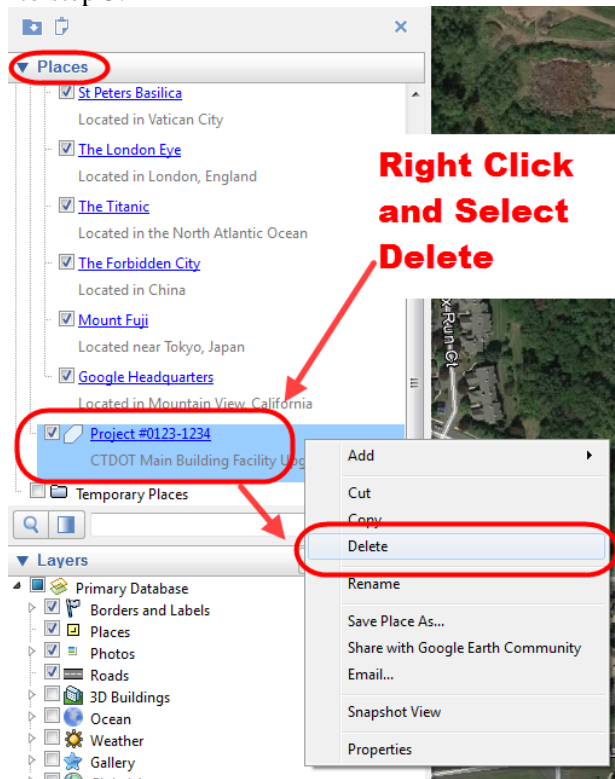 Places
St Peters Basilica
Located in Vatican City
The London Eye
Located in London, England
The Titanic
Located in the North Atlantic Ocean
The Forbidden City
Located in China
Mount Fuji
Located near Tokyo, Japan
Google Headquarters
Located in Mountain View, California
Project #0123-1234
CTDOT Main Building Facility
Temporary Places
Right Click
and Select
Delete
Add
Cut
Copy
Delete
Rename
Save Place As...
Share with Google Earth Community
Email...
Snapshot View
Properties
Layers
Primary Database
Borders and Labels
Places
Photos
Roads
3D Buildings
Ocean
Weather
Gallery
Run Ct